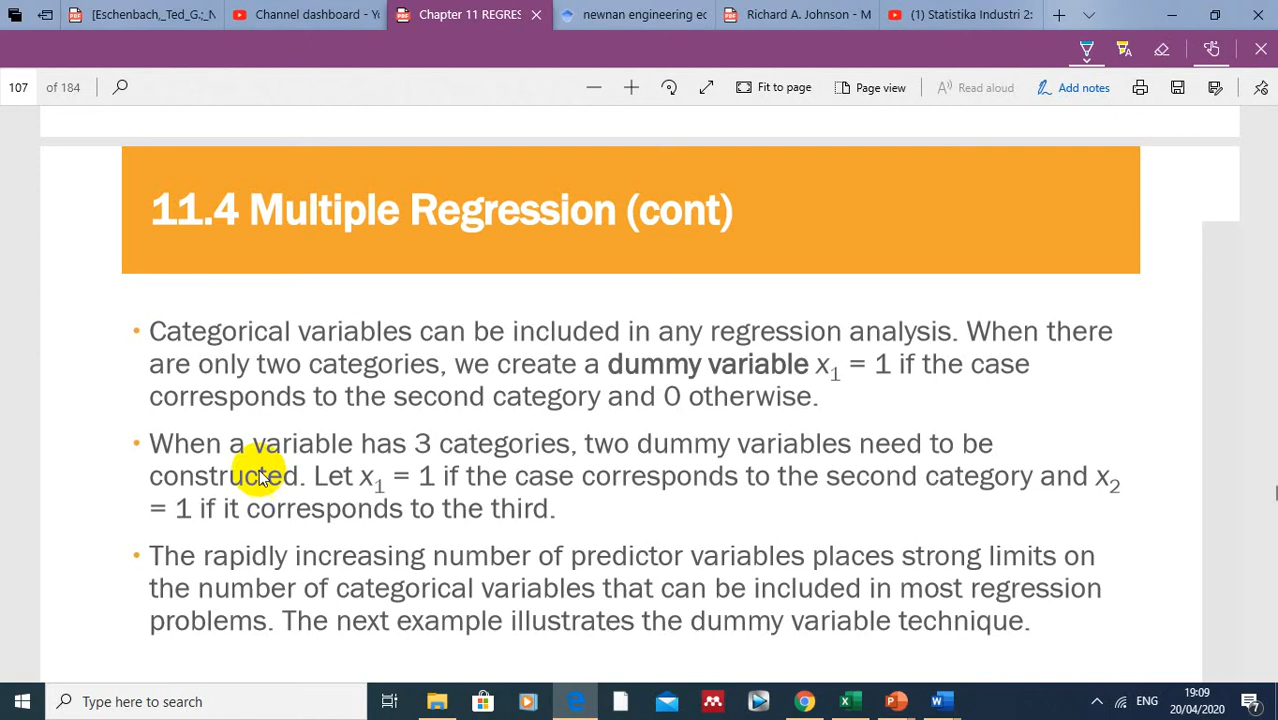 [Eschenbach,_Ted_G.;_N
Channel dashboard - Ya
Chapter 11 REGRES
newnan engineering ec
Richard A. Johnson - M
(1) Statistika Industri 2:
107 of 184
Fit to page
Page view
Read aloud
Add notes
11.4 Multiple Regression (cont)
• Categorical variables can be included in any regression analysis. When there
are only two categories, we create a dummy variable x1 = 1 if the case
corresponds to the second category and 0 otherwise.
• When a variable has 3 categories, two dummy variables need to be
constructed. Let x1 = 1 if the case corresponds to the second category and x2
= 1 if it corresponds to the third.
• The rapidly increasing number of predictor variables places strong limits on
the number of categorical variables that can be included in most regression
problems. The next example illustrates the dummy variable technique.
Type here to search
ENG
19:09
20/04/2020
7